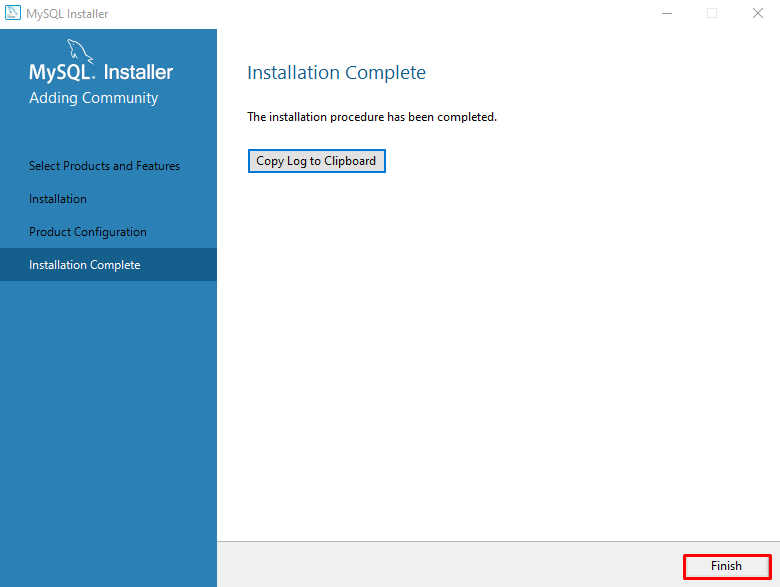 MySQL Installer
MySQL. Installer
Adding Community
Select Products and Features
Installation
Product Configuration
Installation Complete
Installation Complete
The installation procedure has been completed.
Copy Log to Clipboard
Finish